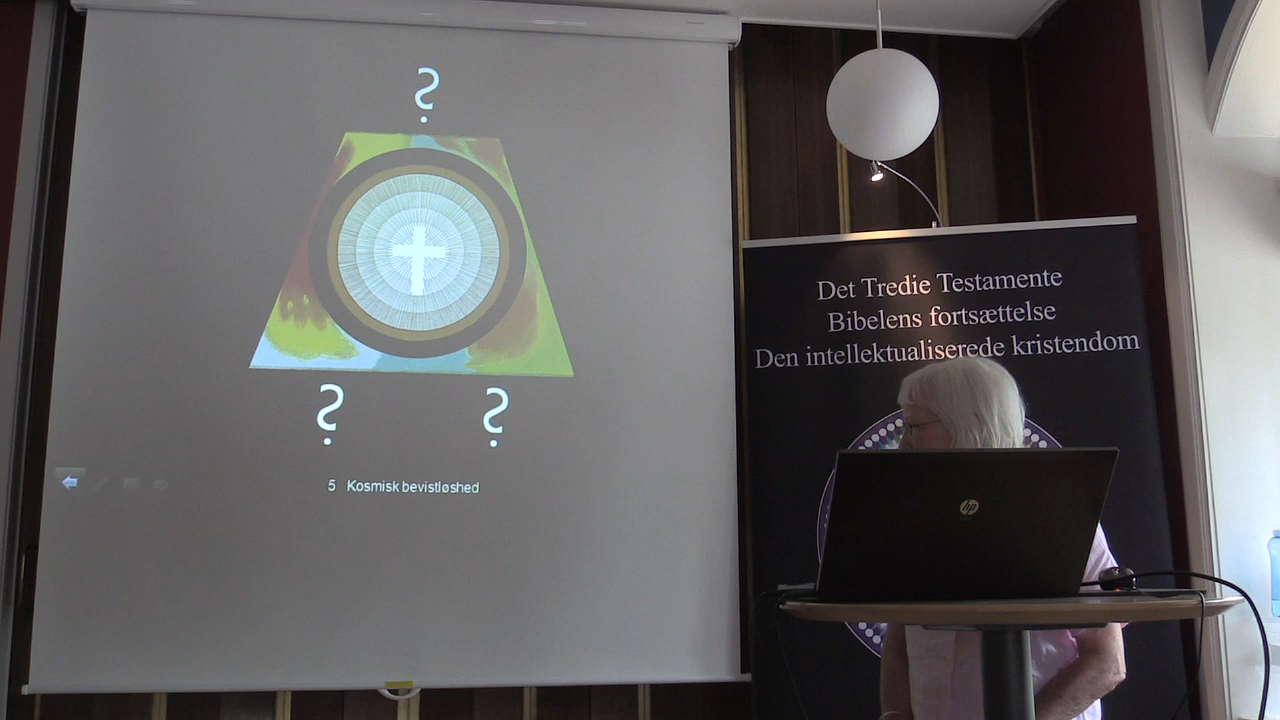 ?
? ?
5 Kosmisk bevistløshed
Det Tredie Testamente
Bibelens fortsættelse
Den intellektualiserede kristendom
hp